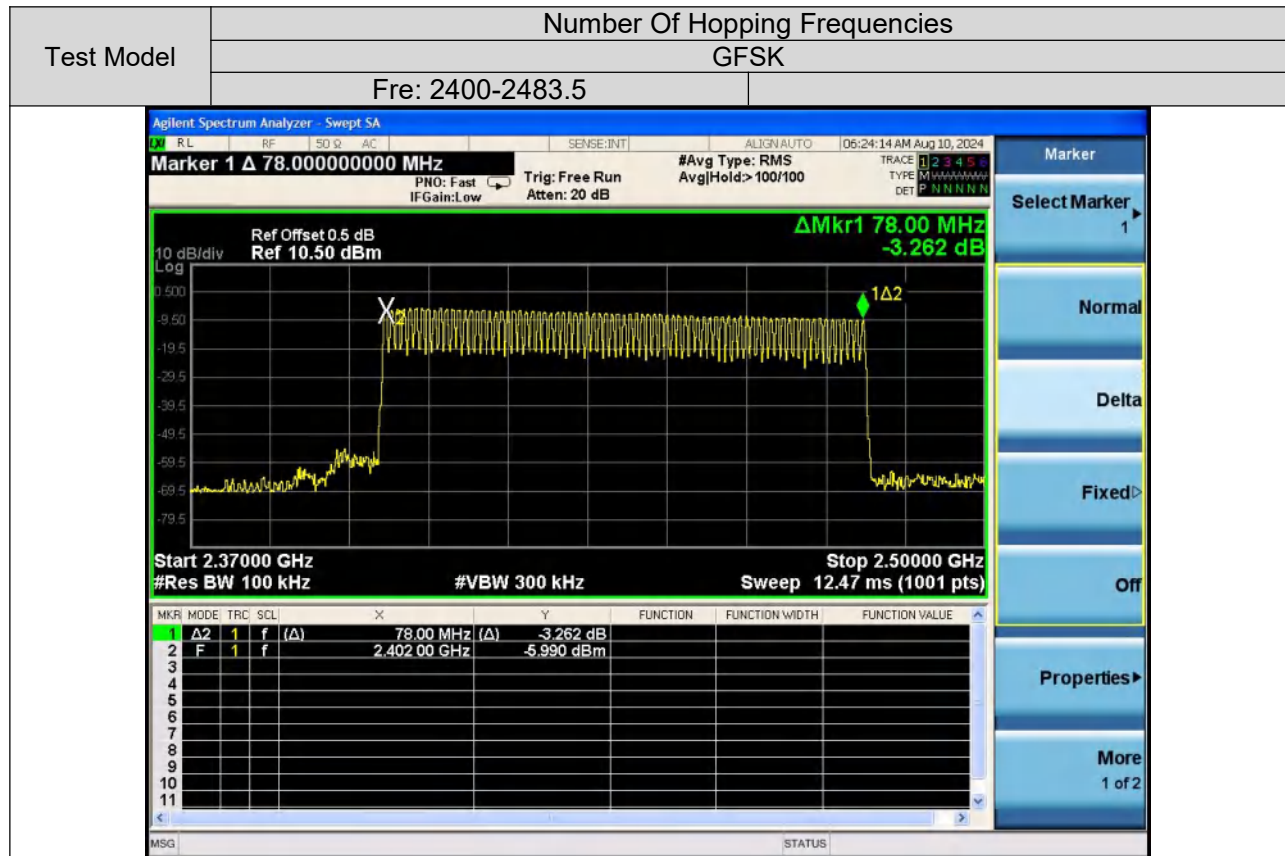 Number Of Hopping Frequencies
Test Model
GFSK
Fre: 2400-2483.5
Agilent Spectrum Analyzer - Swept SA
LXI RL RF 50 Ω AC SENSE:INT ALIGN AUTO 06:24:14 AM Aug 10, 2024
Marker 1 Δ 78.000000000 MHz
PNO: Fast
IFGain:Low
Trig: Free Run
Atten: 20 dB
#Avg Type: RMS
Avg|Hold:> 100/100
TRACE 1 2 3 4 5 6
TYPE M
DET P N N N N N
Marker
Select Marker
1
Normal
Delta
Fixed
Off
Properties
More
1 of 2
ΔMkr1 78.00 MHz
-3.262 dB
Ref Offset 0.5 dB
10 dB/div Ref 10.50 dBm
Log
0.500
-9.50
-19.5
-29.5
-39.5
-49.5
-59.5
-69.5
-79.5
X2
1Δ2
Start 2.37000 GHz Stop 2.50000 GHz
#Res BW 100 kHz #VBW 300 kHz Sweep 12.47 ms (1001 pts)
MKR MODE TRC SCL X Y FUNCTION FUNCTION WIDTH FUNCTION VALUE
1 Δ2 1 f (Δ) 78.00 MHz (Δ) -3.262 dB
2 F 1 f 2.402 00 GHz -5.990 dBm
3
4
5
6
7
8
9
10
11
MSG STATUS